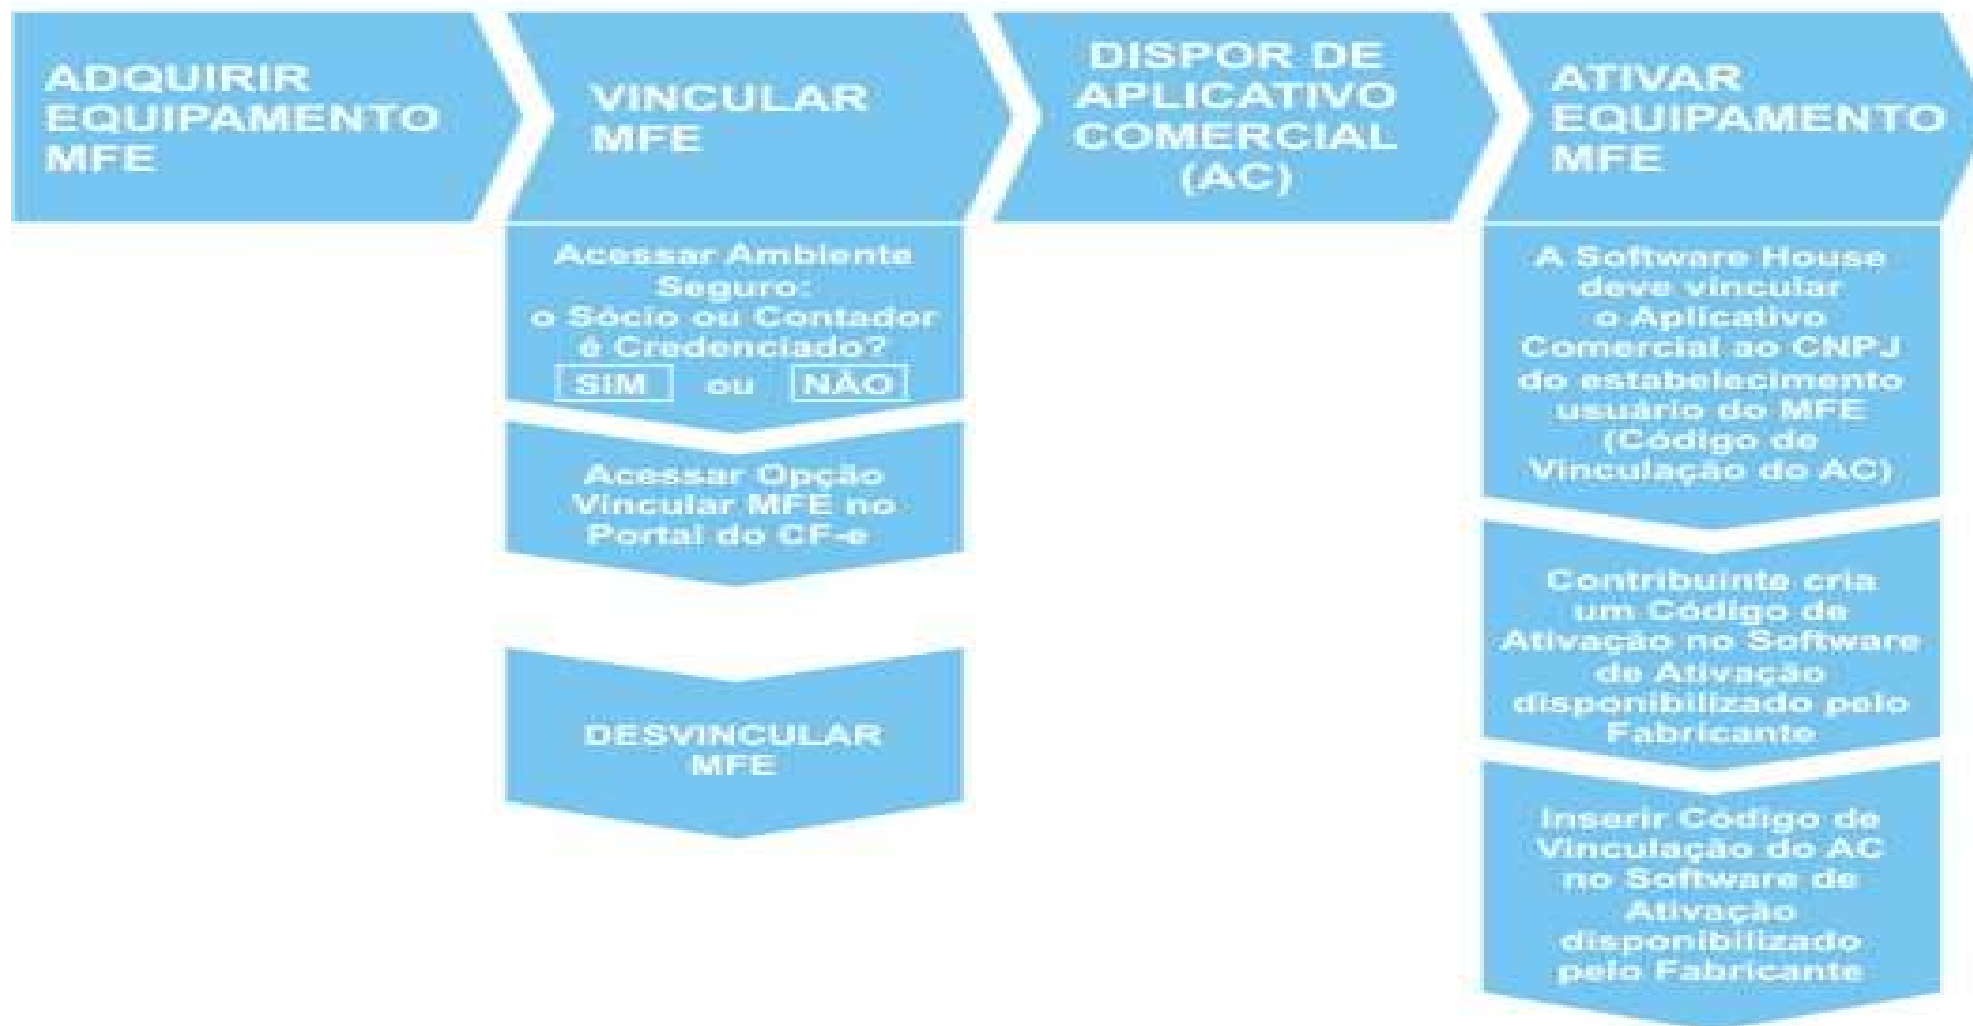 ADQUIRIR
EQUIPAMENTO
MFE
VINCULAR
MFE
DISPOR DE
APLICATIVO
COMERCIAL
(AC)
ATIVAR
EQUIPAMENTO
MFE
Acessar Ambiente
Seguro:
o Sócio ou Contador
é Credenciado?
SIM ou NÃO
Acessar Opção
Vincular MFE no
Portal do CF-e
DESVINCULAR
MFE
A Software House
deve vincular
o Aplicativo
Comercial ao CNPJ
do estabelecimento
usuário do MFE
(Código de
Vinculação do AC)
Contribuinte cria
um Código de
Ativação no Software
de Ativação
disponibilizado pelo
Fabricante
Inserir Código de
Vinculação do AC
no Software de
Ativação
disponibilizado
pelo Fabricante